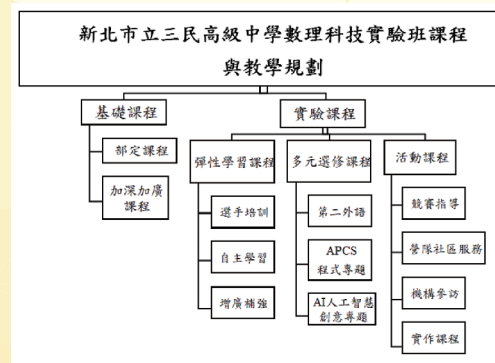 新北市立三民高級中學數理科技實驗班課程
與教學規劃
基礎課程
部定課程
加深加廣
課程
實驗課程
彈性學習課程
選手培訓
自主學習
增廣補強
多元選修課程
第二外語
APCS
程式專題
AI人工智慧
創意專題
活動課程
競賽指導
營隊社區服務
機構參訪
實作課程